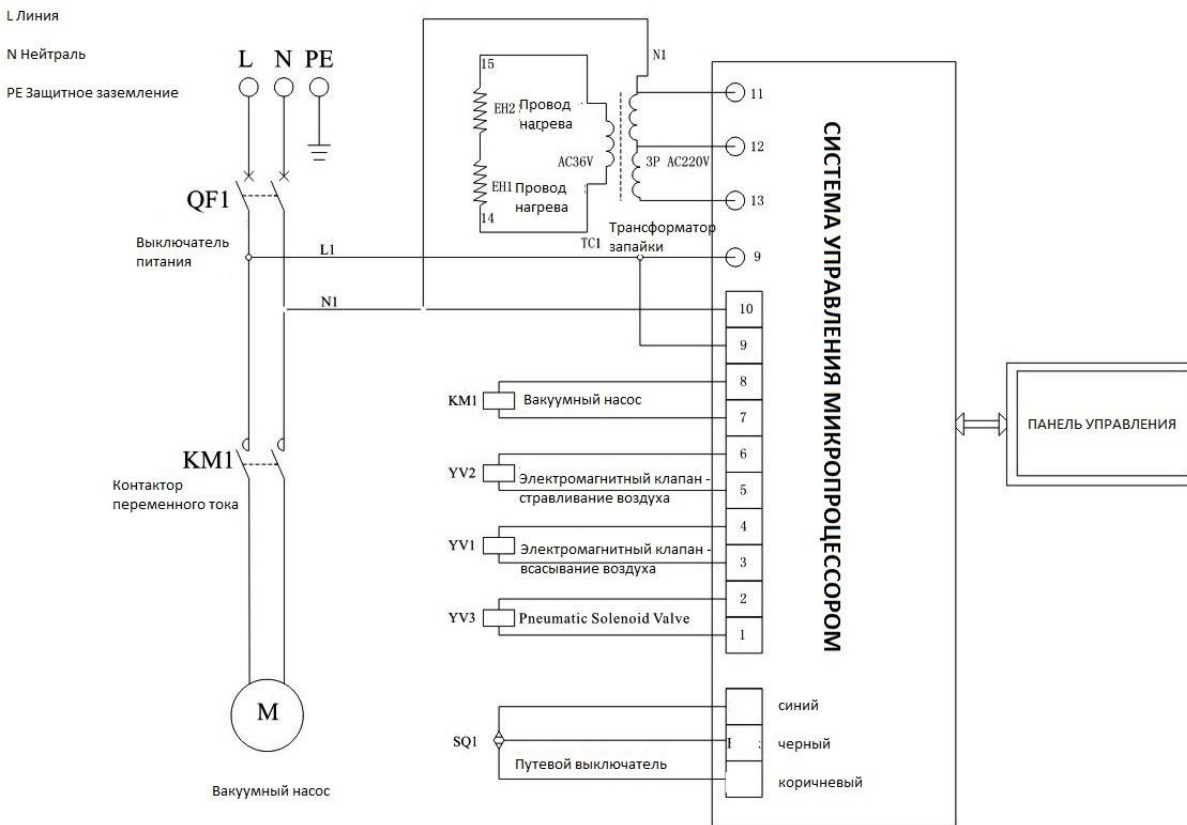 L Линия
N Нейтраль
PE Защитное заземление
L N PE
QF1
Выключатель
питания
L1
N1
KM1
Контактор
переменного тока
M
Вакуумный насос
N1
15
EH2
Провод
нагрева
AC36V
3P AC220V
EH1
Провод
нагрева
14
TC1
Трансформатор
запайки
11
12
13
9
10
9
8
KM1
Вакуумный насос
7
6
YV2
Электромагнитный клапан -
стравливание воздуха
5
4
YV1
Электромагнитный клапан -
всасывание воздуха
3
2
YV3
Pneumatic Solenoid Valve
1
SQ1
Путевой выключатель
синий
черный
коричневый
СИСТЕМА УПРАВЛЕНИЯ МИКРОПРОЦЕССОРОМ
ПАНЕЛЬ УПРАВЛЕНИЯ